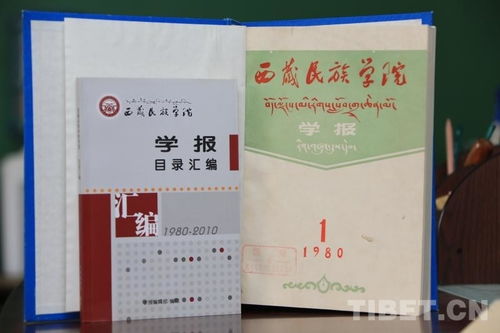 西藏民族学院
学报
目录汇编
汇编
1980-2010
西藏民族学院
学报
1
1980
TIBET.CN